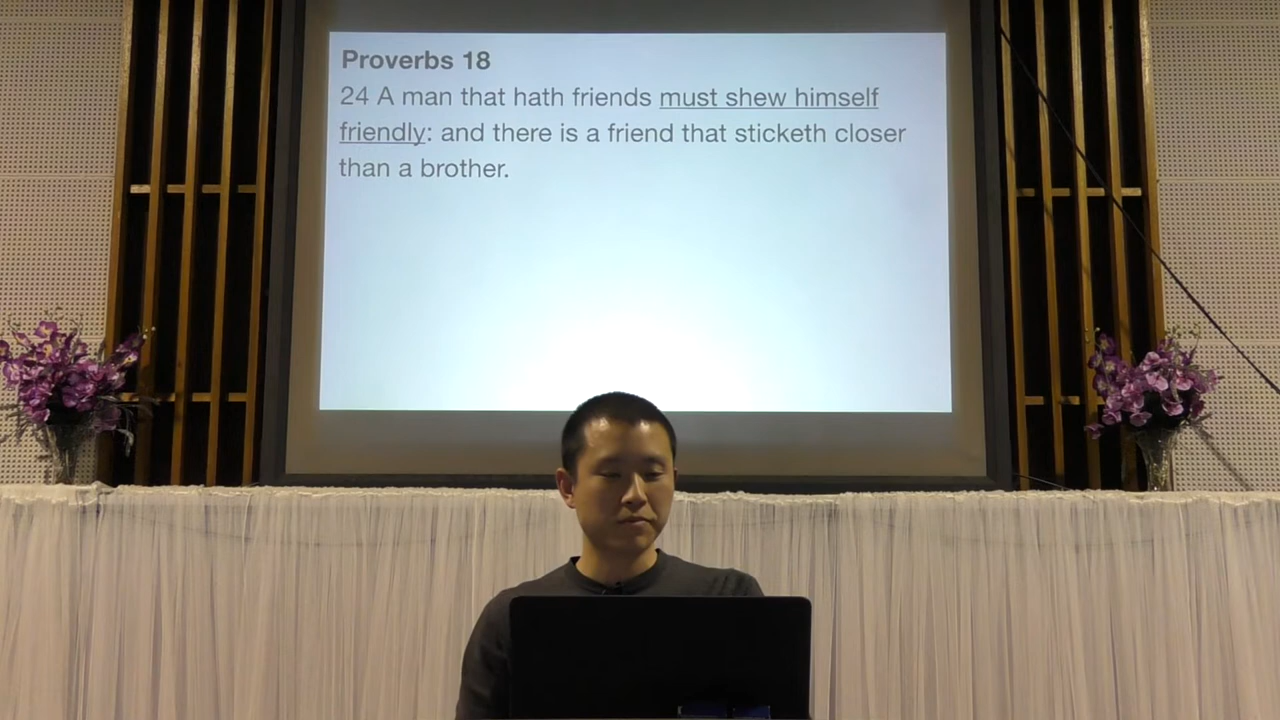 Proverbs 18
24 A man that hath friends must shew himself
friendly: and there is a friend that sticketh closer
than a brother.